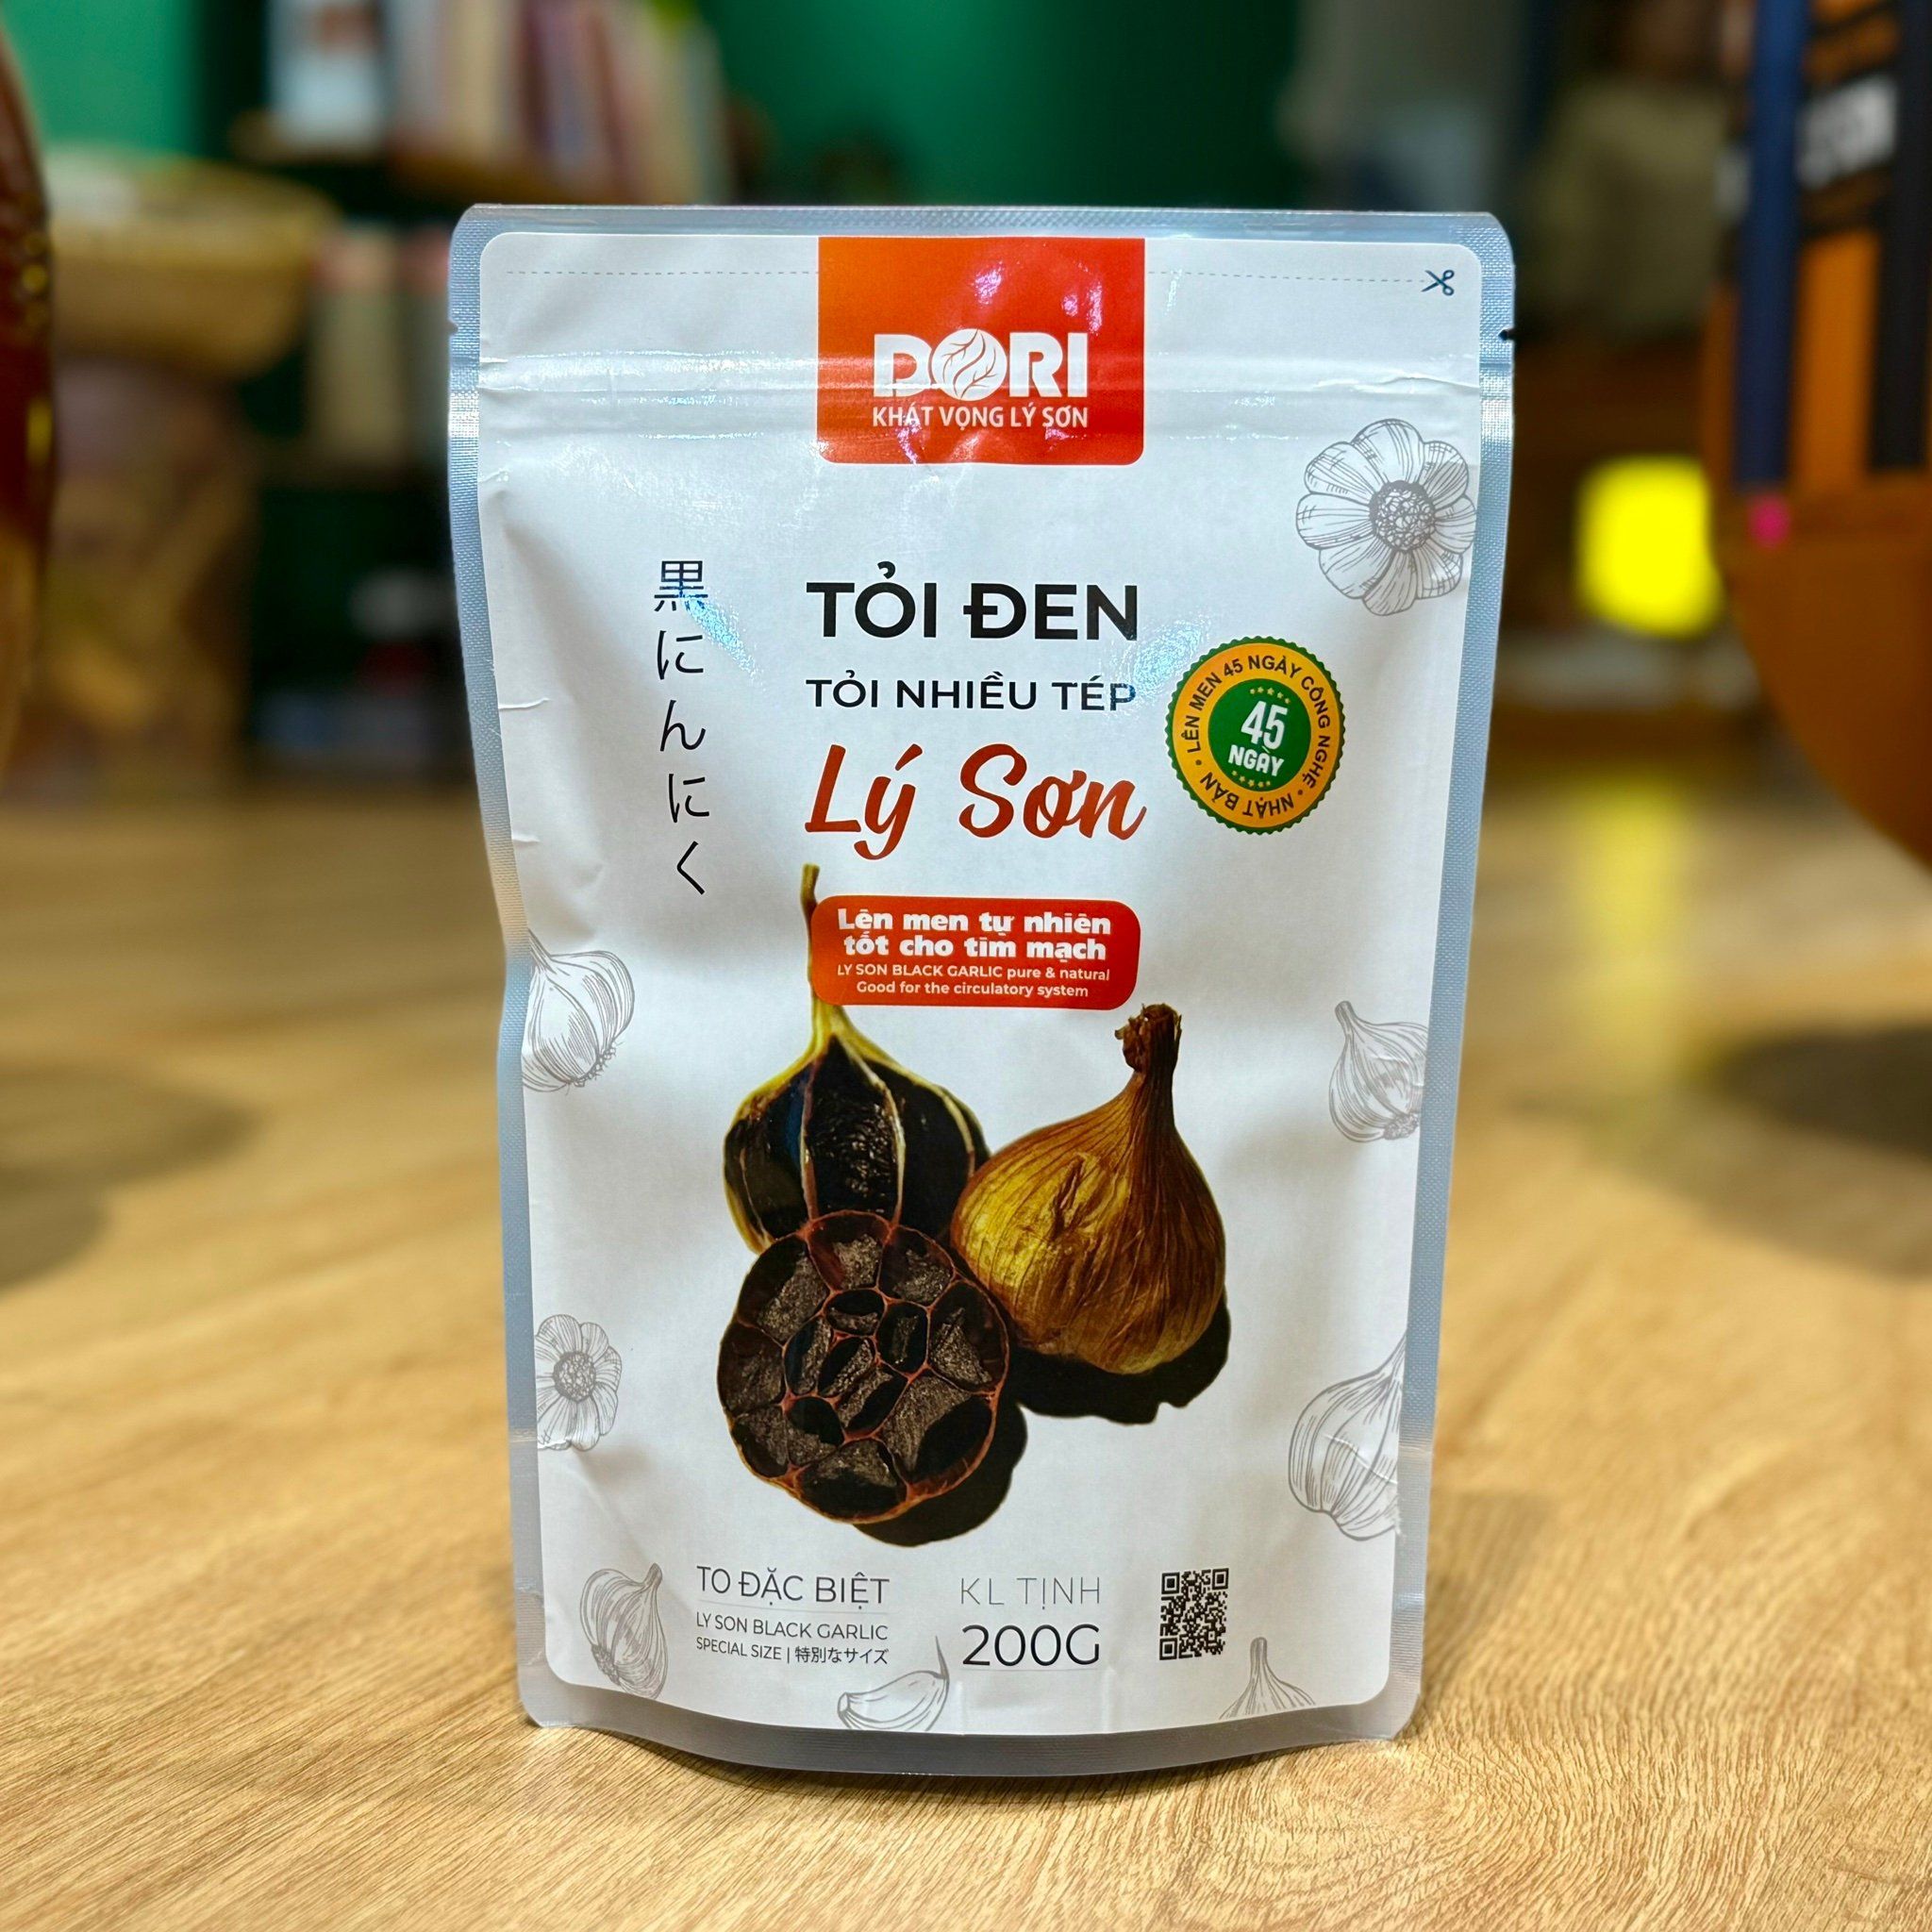 DORI
KHÁT VỌNG LÝ SƠN
黒にんにく
TỎI ĐEN
TỎI NHIỀU TÉP
Lý Sơn
LÊN MEN 45 NGÀY CÔNG NGHỆ • NHẬT BẢN •
45
NGÀY
Lên men tự nhiên
tốt cho tim mạch
LY SON BLACK GARLIC pure & natural
Good for the circulatory system
TO ĐẶC BIỆT
LY SON BLACK GARLIC
SPECIAL SIZE | 特別なサイズ
KL TỊNH
200G